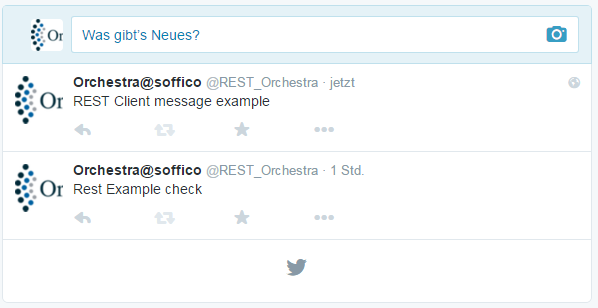 Or
Was gibt's Neues?
Orchestra@soffico @REST_Orchestra · jetzt
Or
REST Client message example
Orchestra@soffico @REST_Orchestra · 1 Std.
Or
Rest Example check